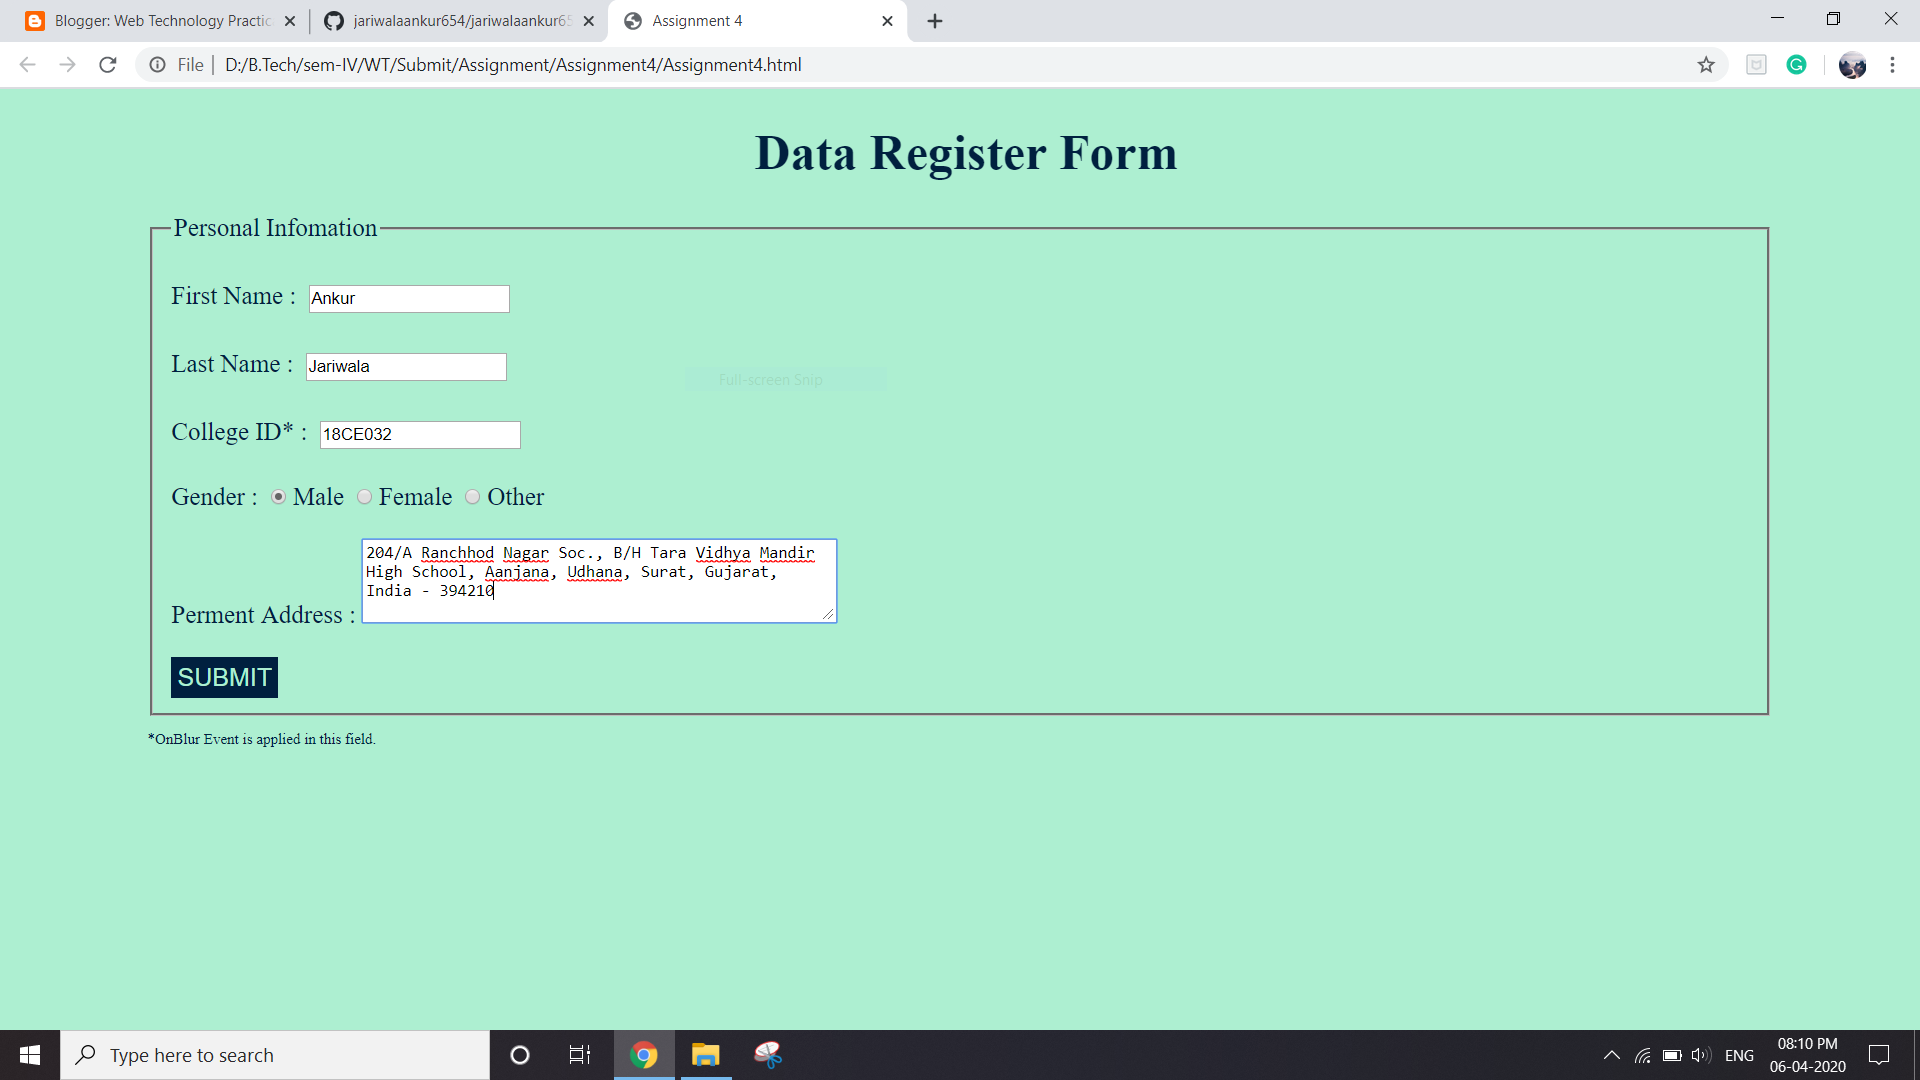 Blogger: Web Technology Practic
jariwalaankur654/jariwalaankur65
Assignment 4
File
D:/B.Tech/sem-IV/WT/Submit/Assignment/Assignment4/Assignment4.html
Data Register Form
Personal Infomation
First Name : Ankur
Last Name : Jariwala
Full-screen Snip
College ID* : 18CE032
Gender : Male Female Other
204/A Ranchhod Nagar Soc., B/H Tara Vidhya Mandir
High School, Aanjana, Udhana, Surat, Gujarat,
India - 394210
Perment Address :
SUBMIT
*OnBlur Event is applied in this field.
Type here to search
ENG
08:10 PM
06-04-2020